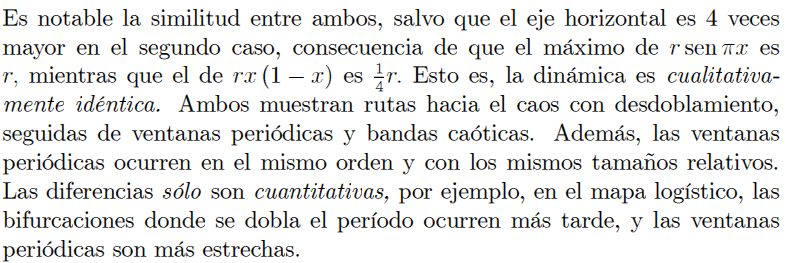 Es notable la similitud entre ambos, salvo que el eje horizontal es 4 veces
mayor en el segundo caso, consecuencia de que el máximo de r sen πx es
r, mientras que el de rx (1 − x) es 1/4 r. Esto es, la dinámica es cualitativa-
mente idéntica. Ambos muestran rutas hacia el caos con desdoblamiento,
seguidas de ventanas periódicas y bandas caóticas. Además, las ventanas
periódicas ocurren en el mismo orden y con los mismos tamaños relativos.
Las diferencias sólo son cuantitativas, por ejemplo, en el mapa logístico, las
bifurcaciones donde se dobla el período ocurren más tarde, y las ventanas
periódicas son más estrechas.